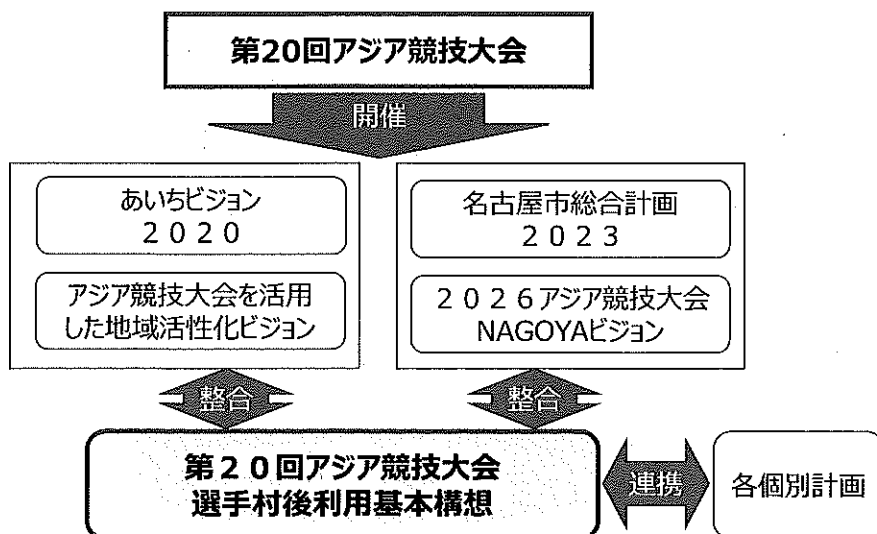 第20回アジア競技大会
開催
あいちビジョン
２０２０
アジア競技大会を活用
した地域活性化ビジョン
名古屋市総合計画
２０２３
２０２６アジア競技大会
NAGOYAビジョン
整合
整合
第２０回アジア競技大会
選手村後利用基本構想
連携
各個別計画